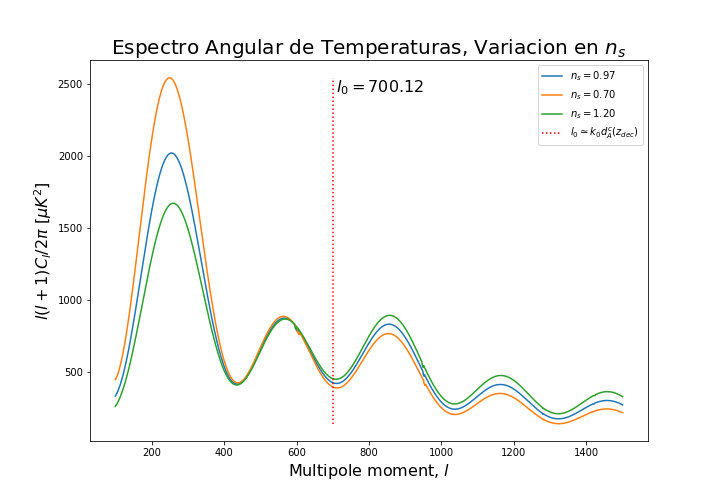 Espectro Angular de Temperaturas, Variacion en $n_s$
$l_0 = 700.12$
$n_s = 0.97$
$n_s = 0.70$
$n_s = 1.20$
$l_0 \simeq k_0 d_A^c(z_{dec})$
$l(l+1)C_l/2\pi$ [$\mu K^2$]
2500
2000
1500
1000
500
200 400 600 800 1000 1200 1400
Multipole moment, $l$